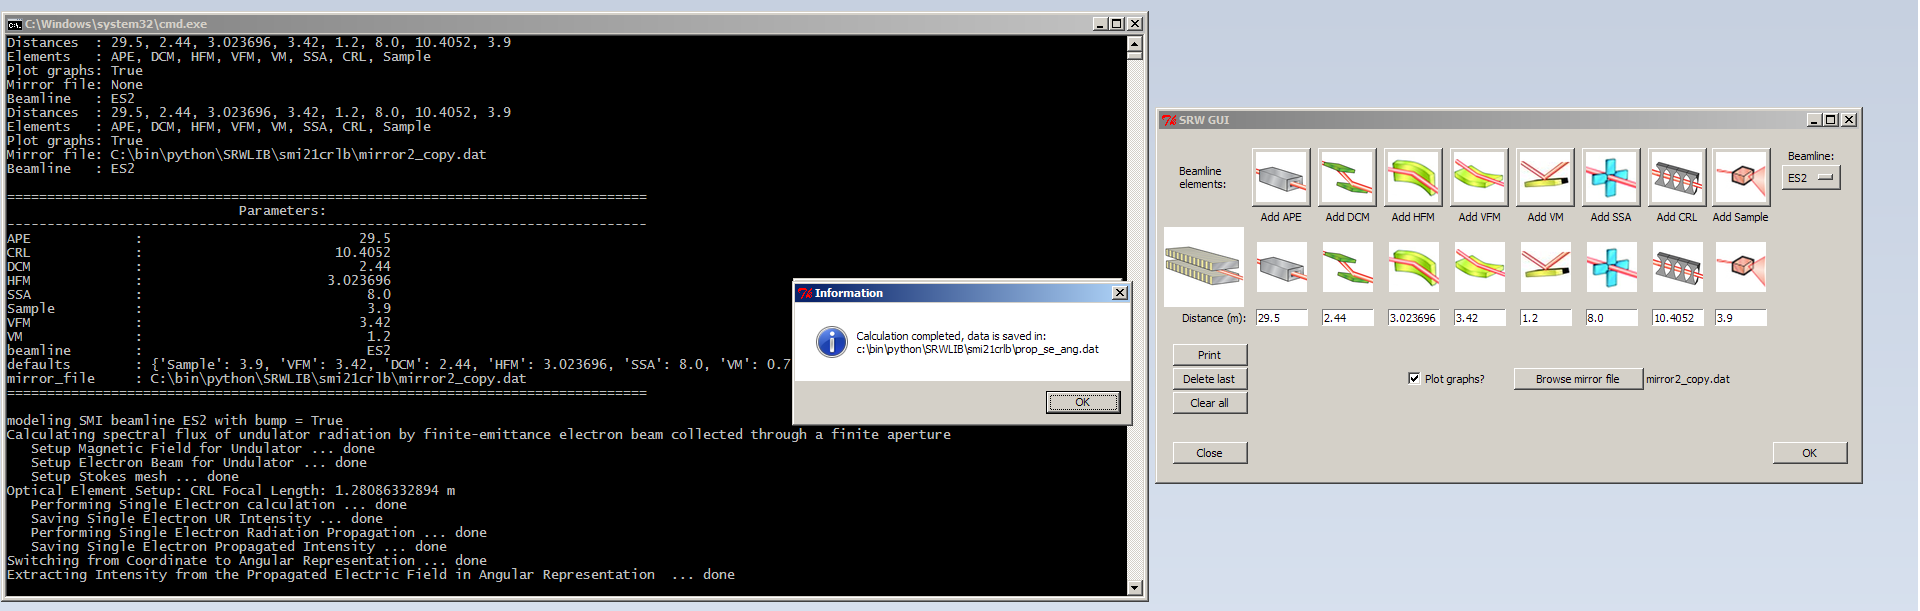 C:\Windows\system32\cmd.exe
Distances  : 29.5, 2.44, 3.023696, 3.42, 1.2, 8.0, 10.4052, 3.9
Elements   : APE, DCM, HFM, VFM, VM, SSA, CRL, Sample
Plot graphs: True
Mirror file: None
Beamline   : ES2
Distances  : 29.5, 2.44, 3.023696, 3.42, 1.2, 8.0, 10.4052, 3.9
Elements   : APE, DCM, HFM, VFM, VM, SSA, CRL, Sample
Plot graphs: True
Mirror file: C:\bin\python\SRWLIB\smi21crlb\mirror2_copy.dat
Beamline   : ES2
================================================================================
Parameters:
--------------------------------------------------------------------------------
APE : 29.5
CRL : 10.4052
DCM : 2.44
HFM : 3.023696
SSA : 8.0
Sample : 3.9
VFM : 3.42
VM : 1.2
beamline : ES2
defaults : {'Sample': 3.9, 'VFM': 3.42, 'DCM': 2.44, 'HFM': 3.023696, 'SSA': 8.0, 'VM': 0.7
mirror_file : C:\bin\python\SRWLIB\smi21crlb\mirror2_copy.dat
================================================================================
modeling SMI beamline ES2 with bump = True
Calculating spectral flux of undulator radiation by finite-emittance electron beam collected through a finite aperture
Setup Magnetic Field for Undulator ... done
Setup Electron Beam for Undulator ... done
Setup Stokes mesh ... done
Optical Element Setup: CRL Focal Length: 1.28086332894 m
Performing Single Electron calculation ... done
Saving Single Electron UR Intensity ... done
Performing Single Electron Radiation Propagation ... done
Saving Single Electron Propagated Intensity ... done
Switching from Coordinate to Angular Representation ... done
Extracting Intensity from the Propagated Electric Field in Angular Representation  ... done
Information
Calculation completed, data is saved in:
c:\bin\python\SRWLIB\smi21crlb\prop_se_ang.dat
OK
SRW GUI
Beamline elements:
Beamline:
ES2
Add APE Add DCM Add HFM Add VFM Add VM Add SSA Add CRL Add Sample
Distance (m): 29.5 2.44 3.023696 3.42 1.2 8.0 10.4052 3.9
Print
Delete last
Clear all
Plot graphs?
Browse mirror file
mirror2_copy.dat
Close
OK